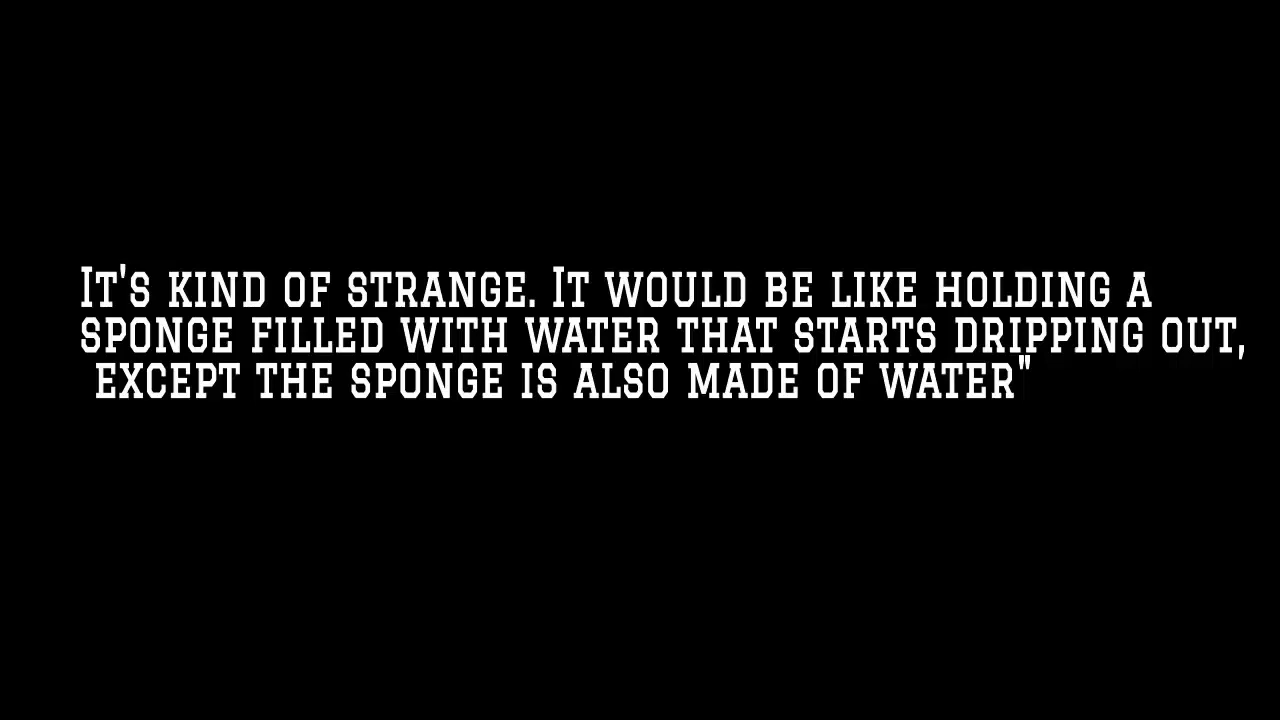 It's kind of strange. It would be like holding a
sponge filled with water that starts dripping out,
except the sponge is also made of water"